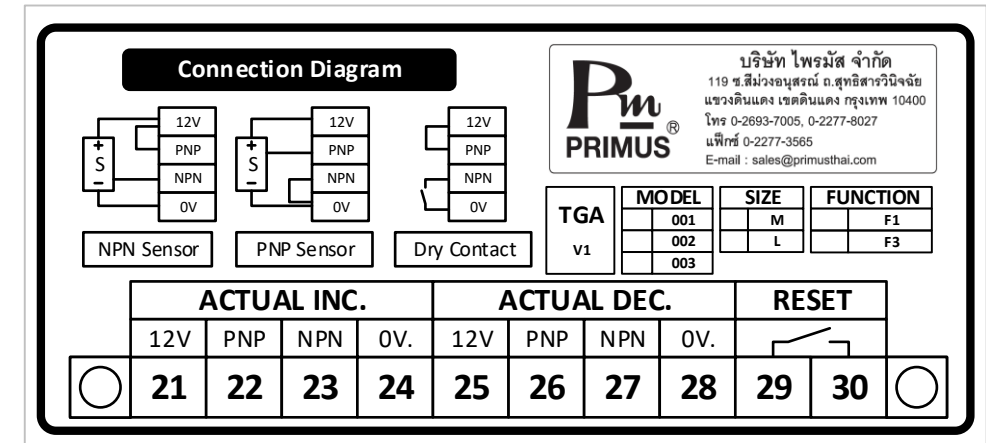 Connection Diagram
12V
PNP
NPN
0V
+
S
−
NPN Sensor
12V
PNP
NPN
0V
+
S
−
PNP Sensor
12V
PNP
NPN
0V
Dry Contact
Pm
®
PRIMUS
บริษัท ไพรมัส จำกัด
119 ซ.สีม่วงอนุสรณ์ ถ.สุทธิสารวินิจฉัย
แขวงดินแดง เขตดินแดง กรุงเทพ 10400
โทร 0-2693-7005, 0-2277-8027
แฟ็กซ์ 0-2277-3565
E-mail : sales@primusthai.com
TGA
V1
MODEL
001
002
003
SIZE
M
L
FUNCTION
F1
F3
ACTUAL INC. ACTUAL DEC. RESET
12V PNP NPN 0V. 12V PNP NPN 0V.
21 22 23 24 25 26 27 28 29 30